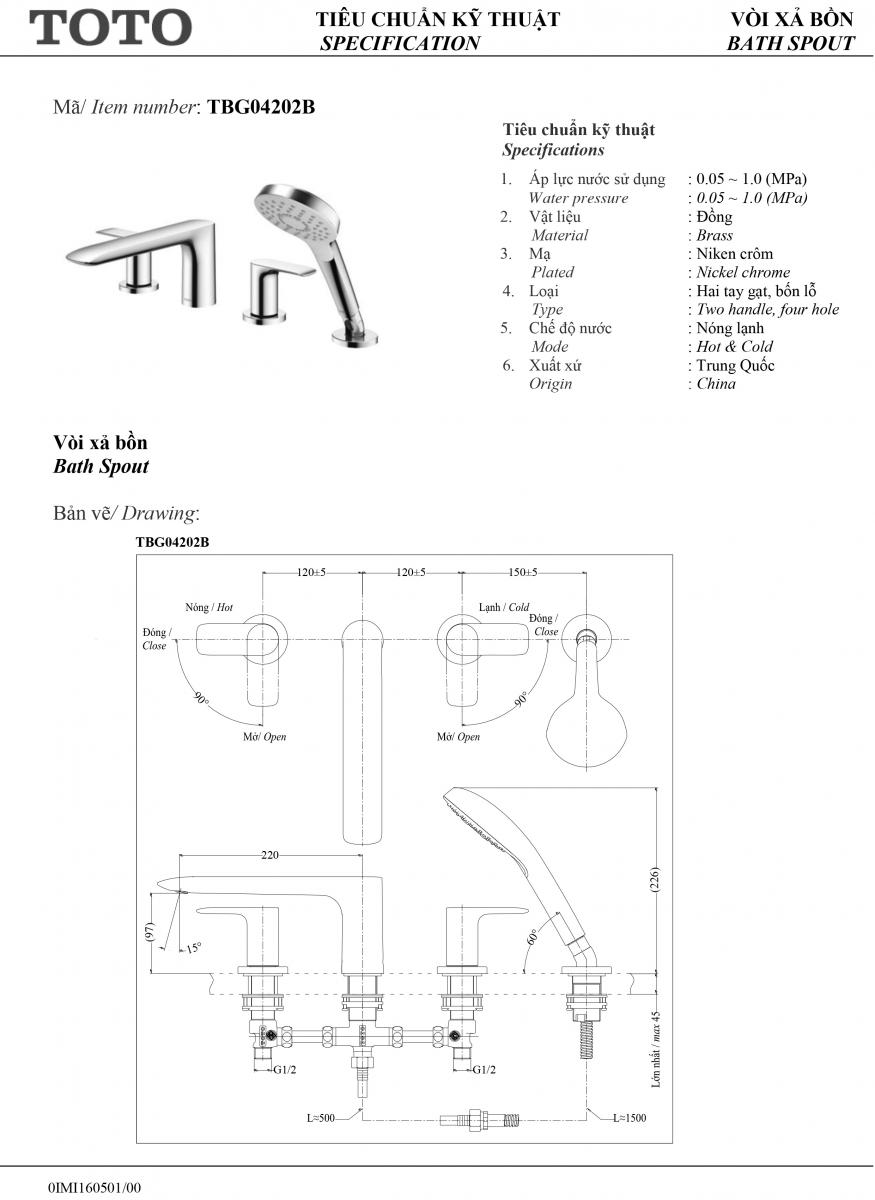 TOTO
TIÊU CHUẨN KỸ THUẬT
SPECIFICATION
VÒI XẢ BỒN
BATH SPOUT
Mã/ Item number: TBG04202B
Tiêu chuẩn kỹ thuật
Specifications
1. Áp lực nước sử dụng : 0.05 ~ 1.0 (MPa)
Water pressure : 0.05 ~ 1.0 (MPa)
2. Vật liệu : Đồng
Material : Brass
3. Mạ : Niken crôm
Plated : Nickel chrome
4. Loại : Hai tay gạt, bốn lỗ
Type : Two handle, four hole
5. Chế độ nước : Nóng lạnh
Mode : Hot & Cold
6. Xuất xứ : Trung Quốc
Origin : China
Vòi xả bồn
Bath Spout
Bản vẽ/ Drawing:
TBG04202B
120±5 120±5 150±5
Nóng / Hot
Lạnh / Cold
Đóng /
Close
Đóng /
Close
90°
90°
Mở/ Open
Mở/ Open
220
(226)
(97)
15°
60°
Lớn nhất / max 45
G1/2
G1/2
L≈500
L≈1500
0IMI160501/00